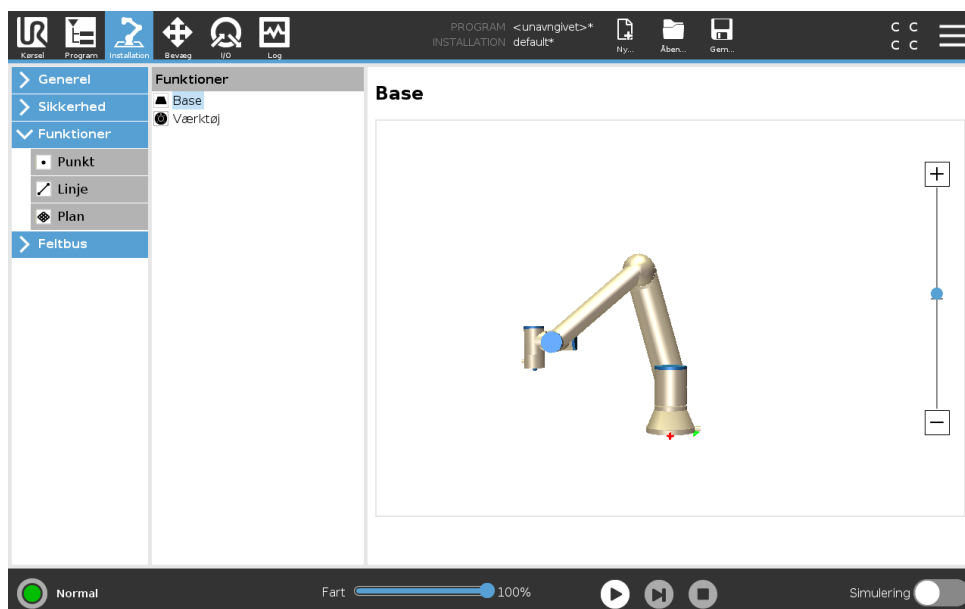 PROGRAM <unavngivet>*
INSTALLATION default*
Kørsel Program Installation Bevæg I/O Log
Ny... Åben... Gem...
C C
C C
Generel
Sikkerhed
Funktioner
Punkt
Linje
Plan
Feltbus
Funktioner
Base
Værktøj
Base
Normal
Fart 100%
Simulering